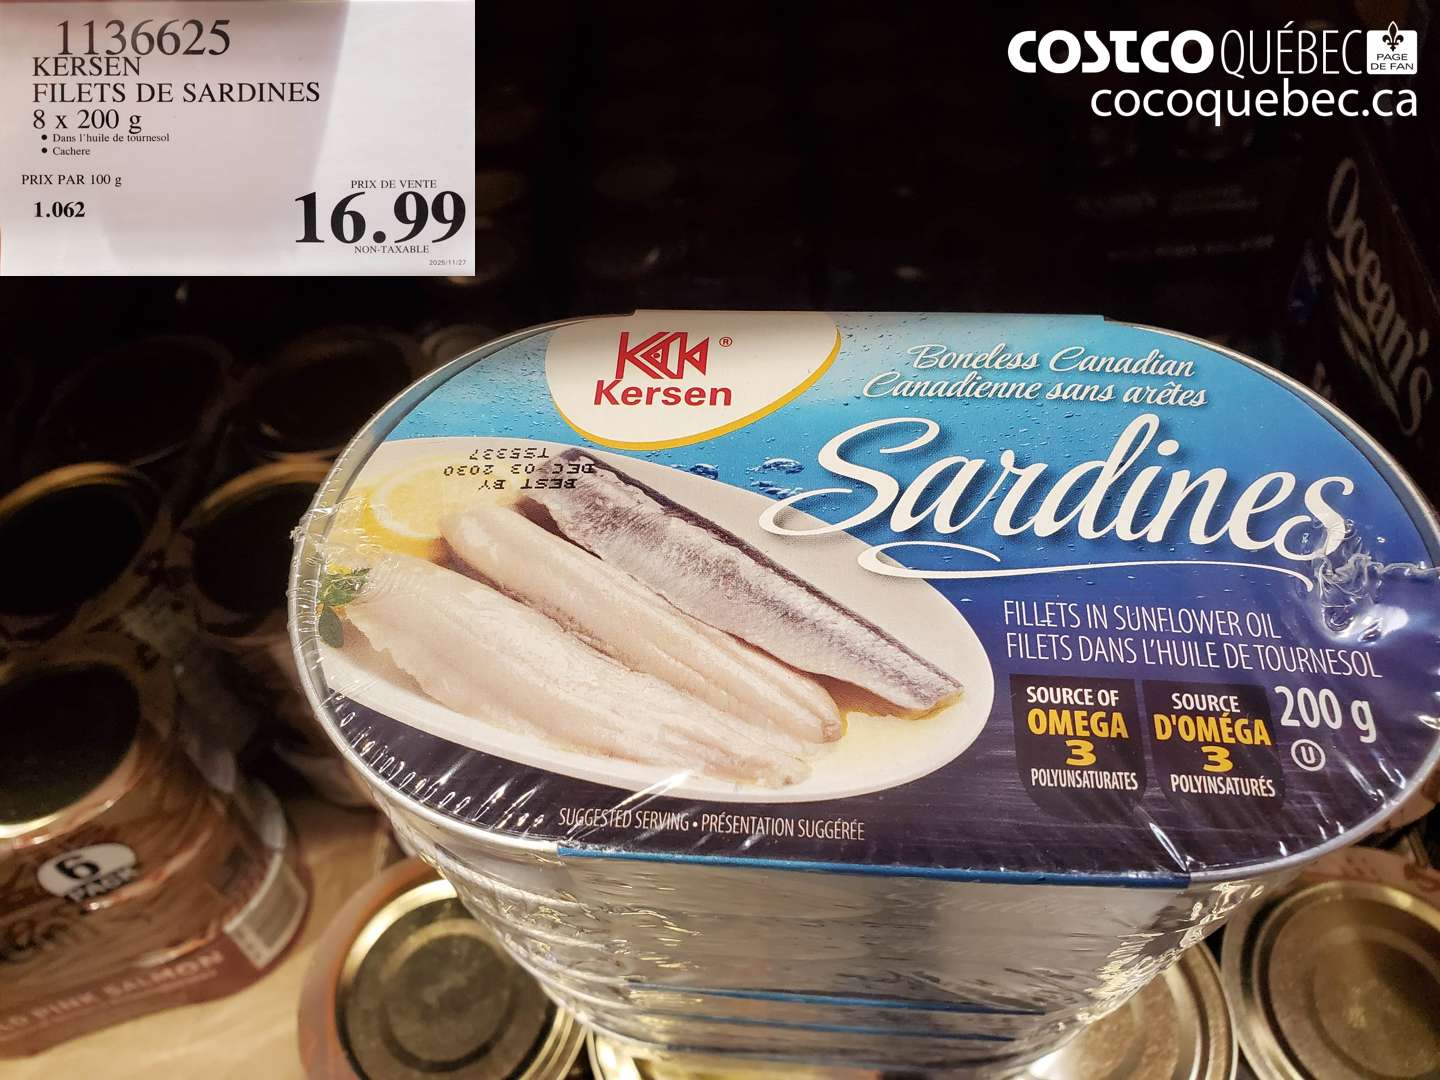 1136625
KERSEN
FILETS DE SARDINES
8 x 200 g
• Dans l'huile de tournesol
• Cachere
PRIX PAR 100 g
1.062
PRIX DE VENTE
16.99
NON-TAXABLE
2025/11/27
COSTCO QUÉBEC PAGE DE FAN
cocoquebec.ca
Ocean's
Kersen®
Boneless Canadian
Canadienne sans arêtes
Sardines
BEST BY
DEC-03 2030
TS5337
FILLETS IN SUNFLOWER OIL
FILETS DANS L'HUILE DE TOURNESOL
200 g
SOURCE OF
OMEGA
3
POLYUNSATURATES
SOURCE
D'OMÉGA
3
POLYINSATURÉS
U
SUGGESTED SERVING • PRÉSENTATION SUGGÉRÉE
6
PACK
PINK SALMON